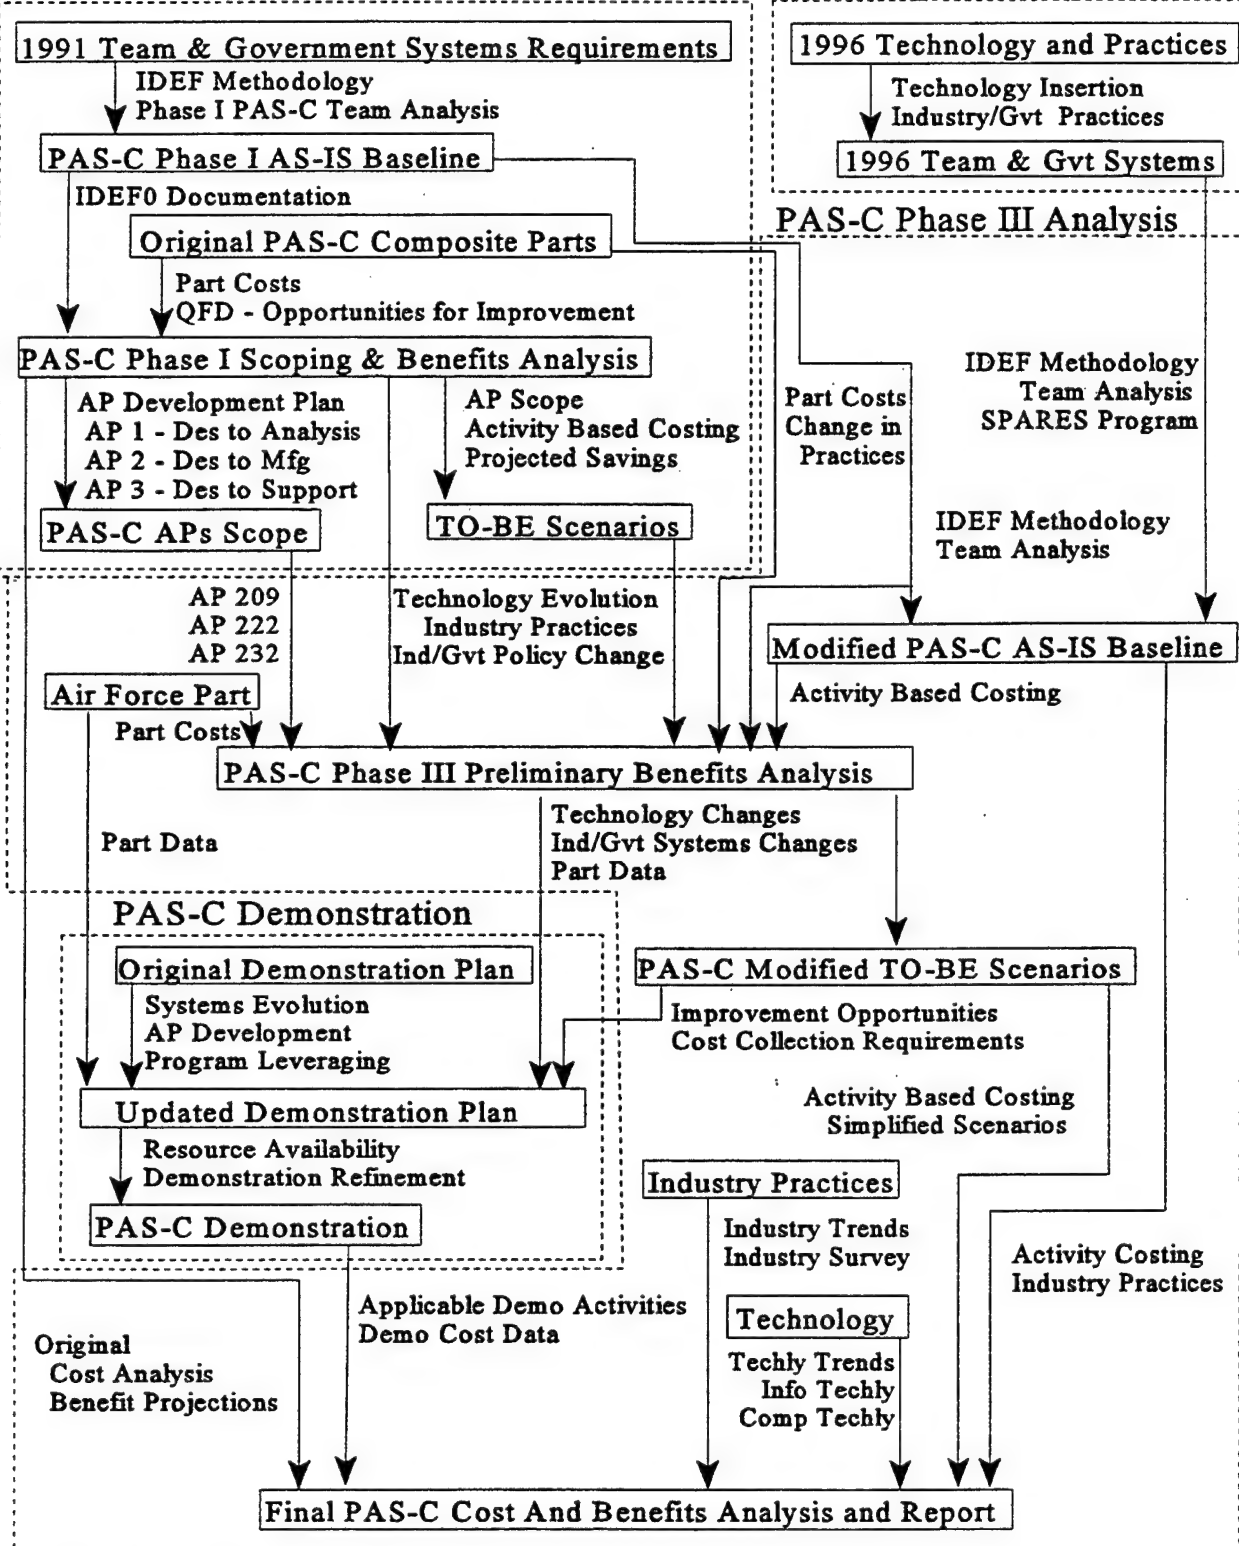 1991 Team & Government Systems Requirements
1996 Technology and Practices
IDEF Methodology
Phase I PAS-C Team Analysis
Technology Insertion
Industry/Gvt Practices
PAS-C Phase I AS-IS Baseline
1996 Team & Gvt Systems
IDEF0 Documentation
PAS-C Phase III Analysis
Original PAS-C Composite Parts
Part Costs
QFD - Opportunities for Improvement
PAS-C Phase I Scoping & Benefits Analysis
IDEF Methodology
Team Analysis
SPARES Program
AP Development Plan
AP 1 - Des to Analysis
AP 2 - Des to Mfg
AP 3 - Des to Support
AP Scope
Activity Based Costing
Projected Savings
Part Costs
Change in
Practices
PAS-C APs Scope
TO-BE Scenarios
IDEF Methodology
Team Analysis
AP 209
AP 222
AP 232
Technology Evolution
Industry Practices
Ind/Gvt Policy Change
Modified PAS-C AS-IS Baseline
Air Force Part
Activity Based Costing
Part Costs
PAS-C Phase III Preliminary Benefits Analysis
Part Data
Technology Changes
Ind/Gvt Systems Changes
Part Data
PAS-C Demonstration
Original Demonstration Plan
PAS-C Modified TO-BE Scenarios
Systems Evolution
AP Development
Program Leveraging
Improvement Opportunities
Cost Collection Requirements
Updated Demonstration Plan
Activity Based Costing
Simplified Scenarios
Resource Availability
Demonstration Refinement
Industry Practices
PAS-C Demonstration
Industry Trends
Industry Survey
Activity Costing
Industry Practices
Applicable Demo Activities
Demo Cost Data
Technology
Original
Cost Analysis
Benefit Projections
Techly Trends
Info Techly
Comp Techly
Final PAS-C Cost And Benefits Analysis and Report